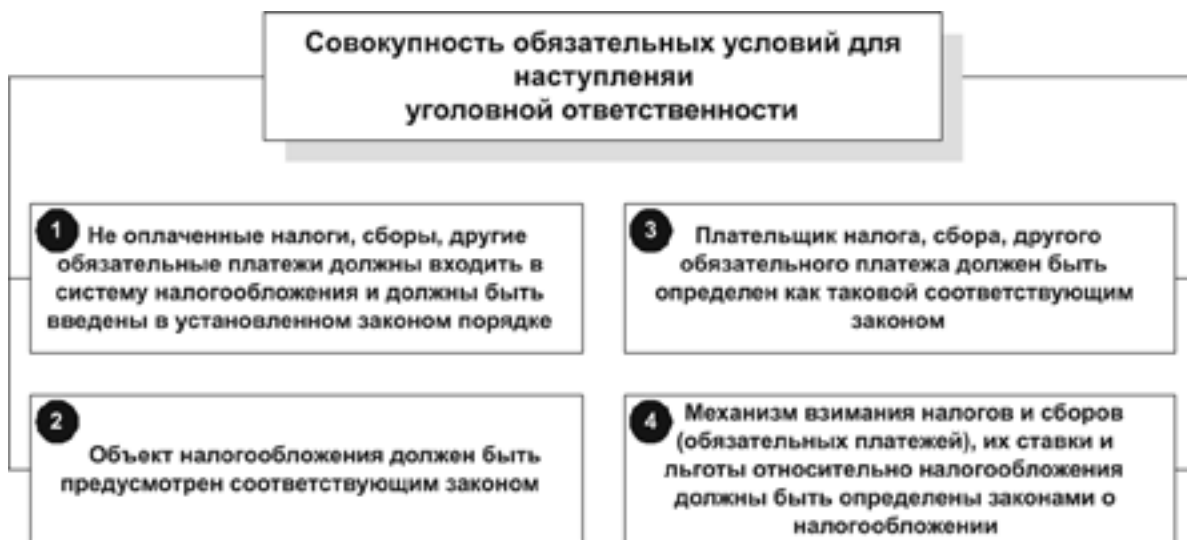 Совокупность обязательных условий для
наступленяи
уголовной ответственности
1
Не оплаченные налоги, сборы, другие
обязательные платежи должны входить в
систему налогообложения и должны быть
введены в установленном законом порядке
2
Объект налогообложения должен быть
предусмотрен соответствующим законом
3
Плательщик налога, сбора, другого
обязательного платежа должен быть
определен как таковой соответствующим
законом
4
Механизм взимания налогов и сборов
(обязательных платежей), их ставки и
льготы относительно налогообложения
должны быть определены законами о
налогообложении